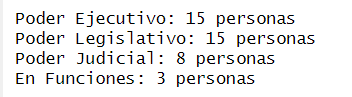 Poder Ejecutivo: 15 personas
Poder Legislativo: 15 personas
Poder Judicial: 8 personas
En Funciones: 3 personas